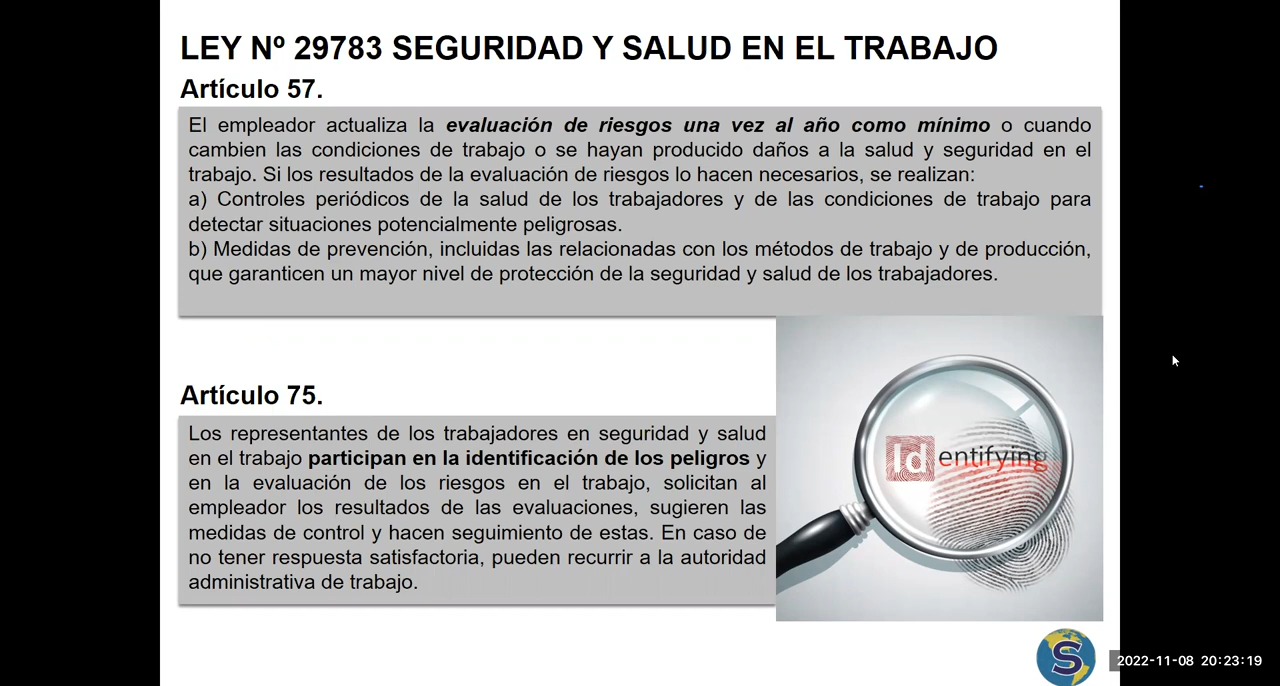 LEY Nº 29783 SEGURIDAD Y SALUD EN EL TRABAJO
Artículo 57.
El empleador actualiza la evaluación de riesgos una vez al año como mínimo o cuando
cambien las condiciones de trabajo o se hayan producido daños a la salud y seguridad en el
trabajo. Si los resultados de la evaluación de riesgos lo hacen necesarios, se realizan:
a) Controles periódicos de la salud de los trabajadores y de las condiciones de trabajo para
detectar situaciones potencialmente peligrosas.
b) Medidas de prevención, incluidas las relacionadas con los métodos de trabajo y de producción,
que garanticen un mayor nivel de protección de la seguridad y salud de los trabajadores.
Artículo 75.
Los representantes de los trabajadores en seguridad y salud
en el trabajo participan en la identificación de los peligros y
en la evaluación de los riesgos en el trabajo, solicitan al
empleador los resultados de las evaluaciones, sugieren las
medidas de control y hacen seguimiento de estas. En caso de
no tener respuesta satisfactoria, pueden recurrir a la autoridad
administrativa de trabajo.
Identifying
S
2022-11-08 20:23:19